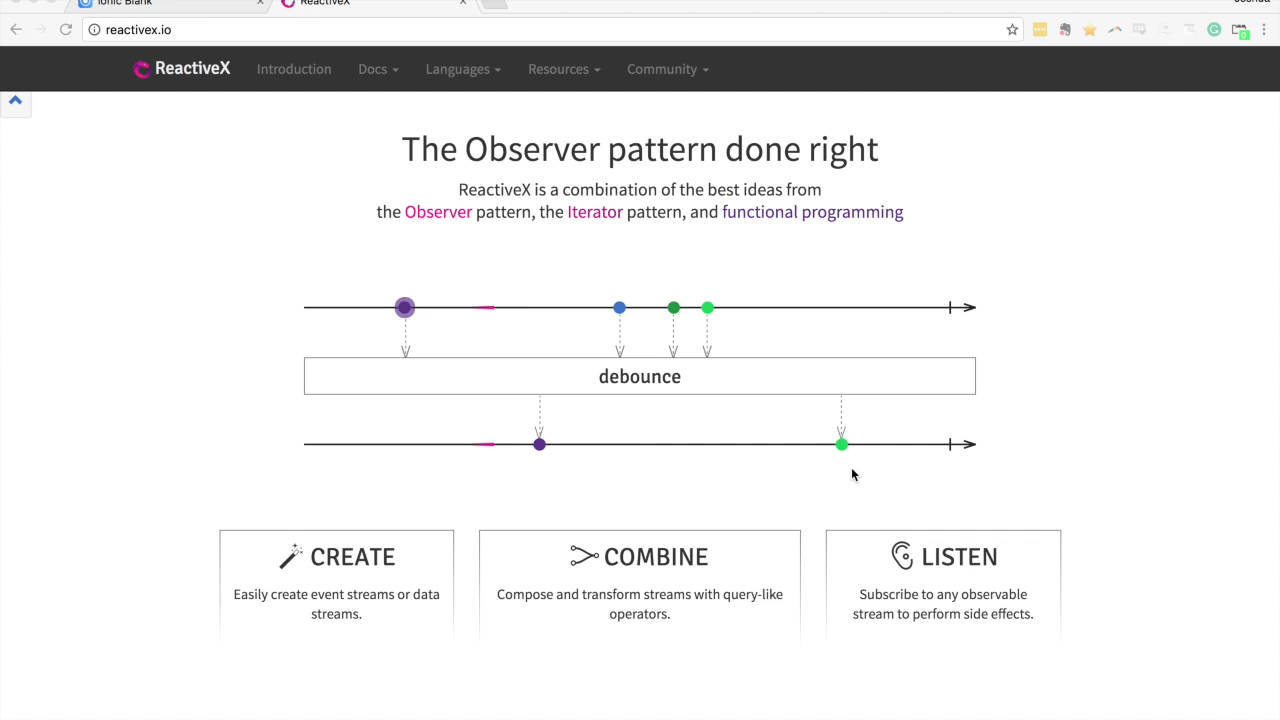 Ionic Blank
ReactiveX
Joshua
reactivex.io
ReactiveX
Introduction
Docs
Languages
Resources
Community
The Observer pattern done right
ReactiveX is a combination of the best ideas from
the Observer pattern, the Iterator pattern, and functional programming
debounce
CREATE
Easily create event streams or data
streams.
COMBINE
Compose and transform streams with query-like
operators.
LISTEN
Subscribe to any observable
stream to perform side effects.